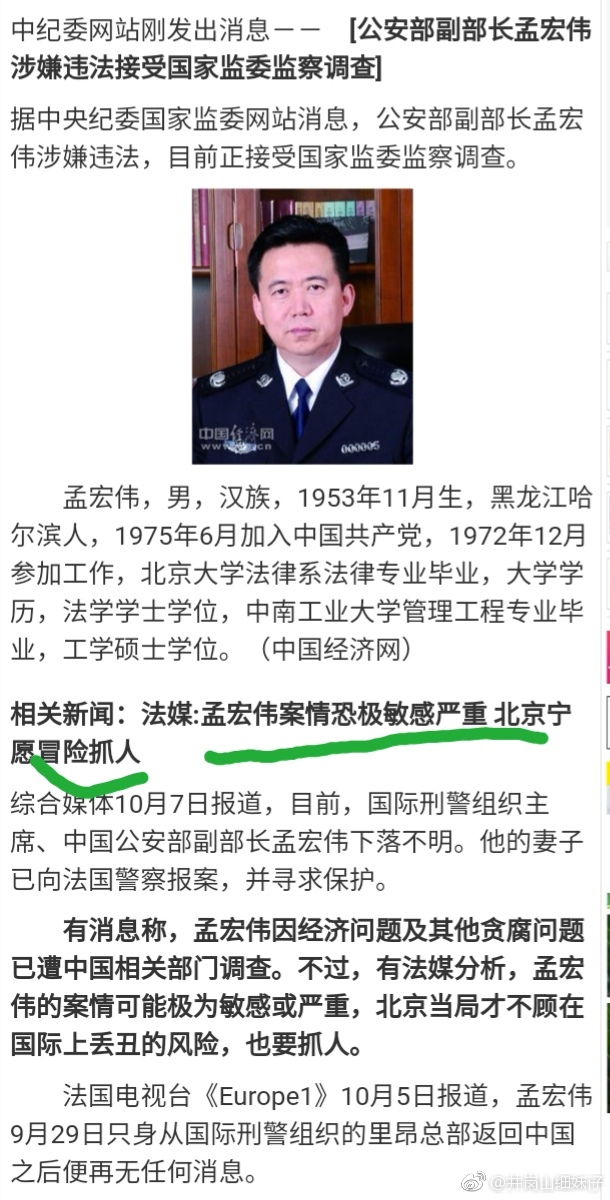 中纪委网站刚发出消息－－ [公安部副部长孟宏伟
涉嫌违法接受国家监委监察调查]
据中央纪委国家监委网站消息，公安部副部长孟宏
伟涉嫌违法，目前正接受国家监委监察调查。
中国经济网
000005
孟宏伟，男，汉族，1953年11月生，黑龙江哈
尔滨人，1975年6月加入中国共产党，1972年12月
参加工作，北京大学法律系法律专业毕业，大学学
历，法学学士学位，中南工业大学管理工程专业毕
业，工学硕士学位。（中国经济网）
相关新闻：法媒:孟宏伟案情恐极敏感严重 北京宁
愿冒险抓人
综合媒体10月7日报道，目前，国际刑警组织主
席、中国公安部副部长孟宏伟下落不明。他的妻子
已向法国警察报案，并寻求保护。
有消息称，孟宏伟因经济问题及其他贪腐问题
已遭中国相关部门调查。不过，有法媒分析，孟宏
伟的案情可能极为敏感或严重，北京当局才不顾在
国际上丢丑的风险，也要抓人。
法国电视台《Europe1》10月5日报道，孟宏伟
9月29日只身从国际刑警组织的里昂总部返回中国
之后便再无任何消息。
@井岗山细妹仔